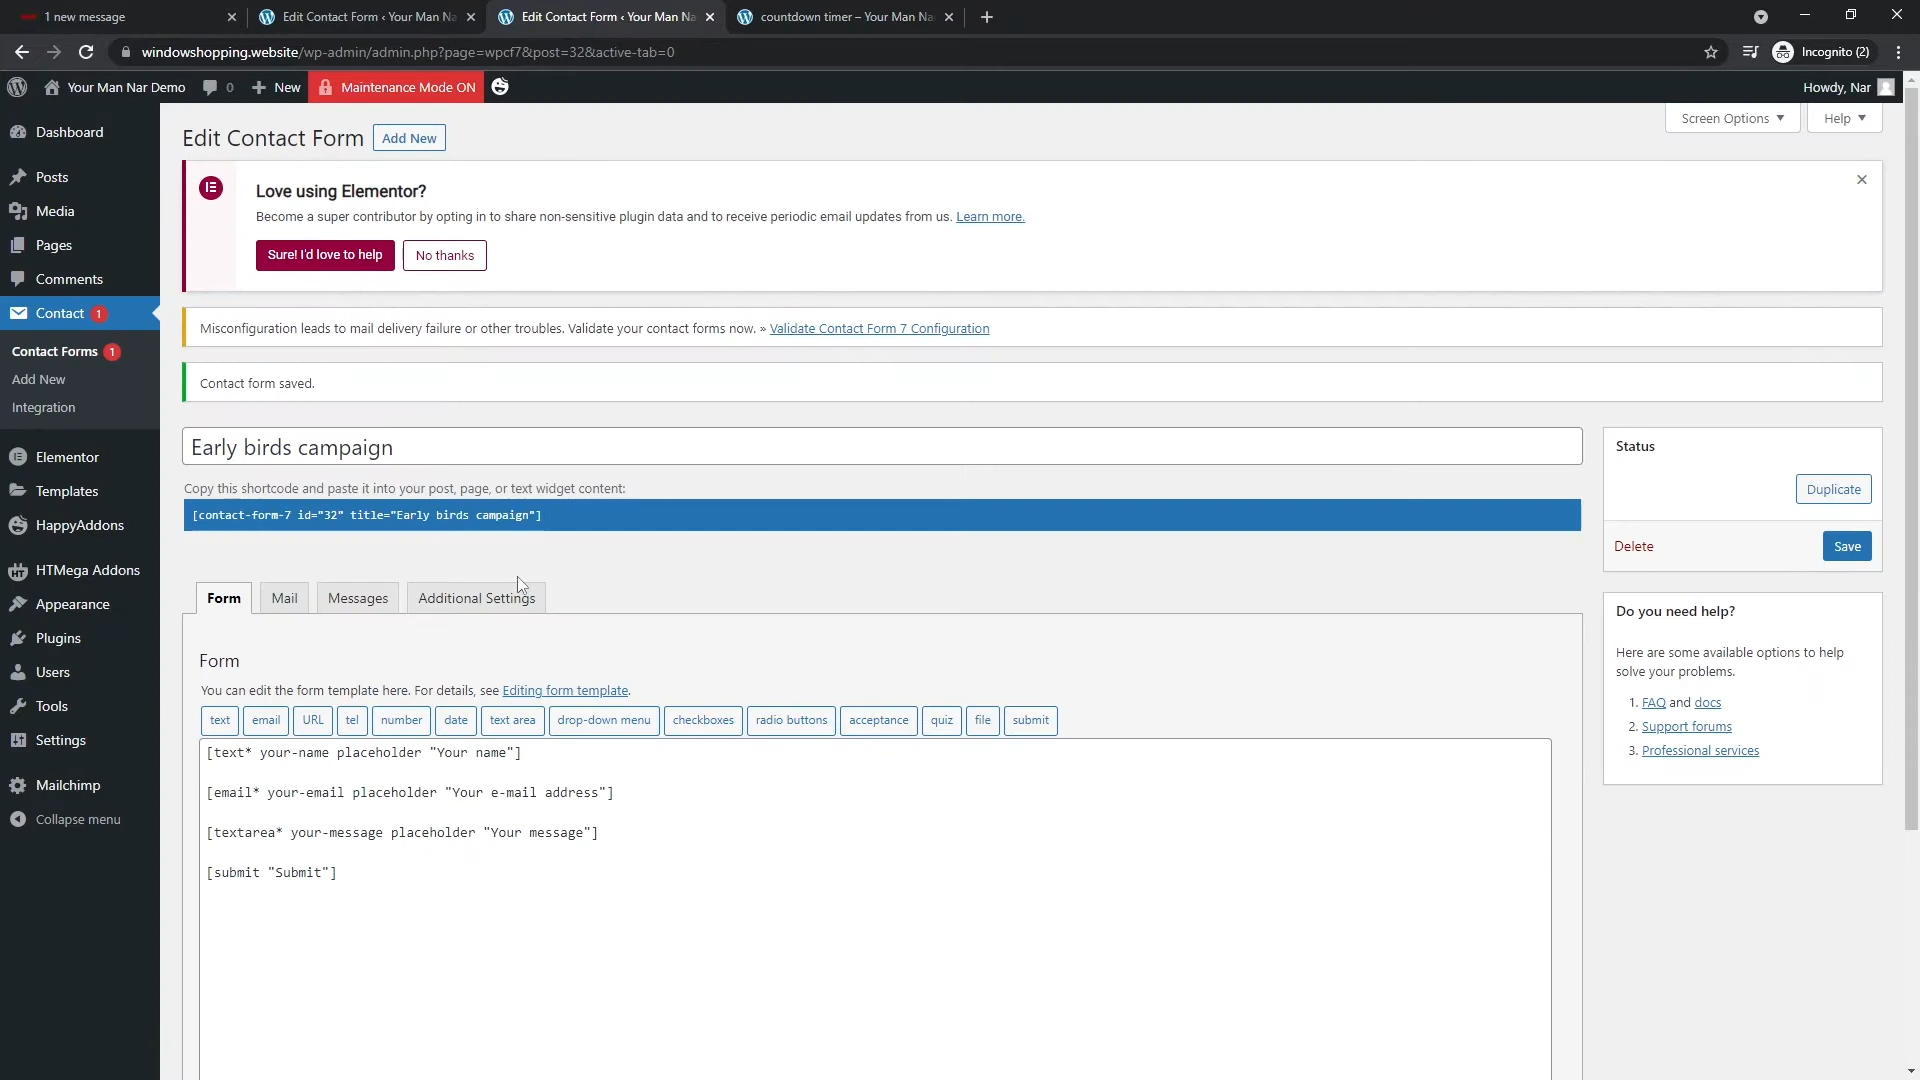 1 new message
Edit Contact Form ‹ Your Man Na
Edit Contact Form ‹ Your Man Na
countdown timer – Your Man Na
windowshopping.website/wp-admin/admin.php?page=wpcf7&post=32&active-tab=0
Incognito (2)
Your Man Nar Demo
0
New
Maintenance Mode ON
Howdy, Nar
Dashboard
Posts
Media
Pages
Comments
Contact 1
Contact Forms 1
Add New
Integration
Elementor
Templates
HappyAddons
HTMega Addons
Appearance
Plugins
Users
Tools
Settings
Mailchimp
Collapse menu
Screen Options
Help
Edit Contact Form
Add New
Love using Elementor?
Become a super contributor by opting in to share non-sensitive plugin data and to receive periodic email updates from us. Learn more.
Sure! I'd love to help
No thanks
Misconfiguration leads to mail delivery failure or other troubles. Validate your contact forms now. » Validate Contact Form 7 Configuration
Contact form saved.
Early birds campaign
Copy this shortcode and paste it into your post, page, or text widget content:
[contact-form-7 id="32" title="Early birds campaign"]
Form
Mail
Messages
Additional Settings
Form
You can edit the form template here. For details, see Editing form template.
text
email
URL
tel
number
date
text area
drop-down menu
checkboxes
radio buttons
acceptance
quiz
file
submit
[text* your-name placeholder "Your name"]
[email* your-email placeholder "Your e-mail address"]
[textarea* your-message placeholder "Your message"]
[submit "Submit"]
Status
Duplicate
Delete
Save
Do you need help?
Here are some available options to help
solve your problems.
1. FAQ and docs
2. Support forums
3. Professional services